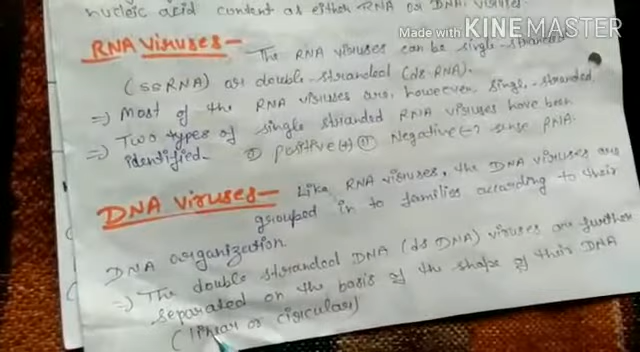 nucleic acid content as either RNA or DNA viruses
Made with KINEMASTER
RNA Viruses - The RNA viruses can be single-stranded
(ssRNA) or double-stranded (ds-RNA).
=) Most of the RNA viruses are, however, single-stranded.
=) Two types of single stranded RNA viruses have been
identified. ① positive (+) ② Negative (-) sense RNA.
DNA Viruses - Like RNA viruses, the DNA viruses are
grouped in to families according to their
DNA organization
=) The double stranded DNA (ds DNA) viruses are further
separated on the basis of the shape of their DNA
(linear or circular)